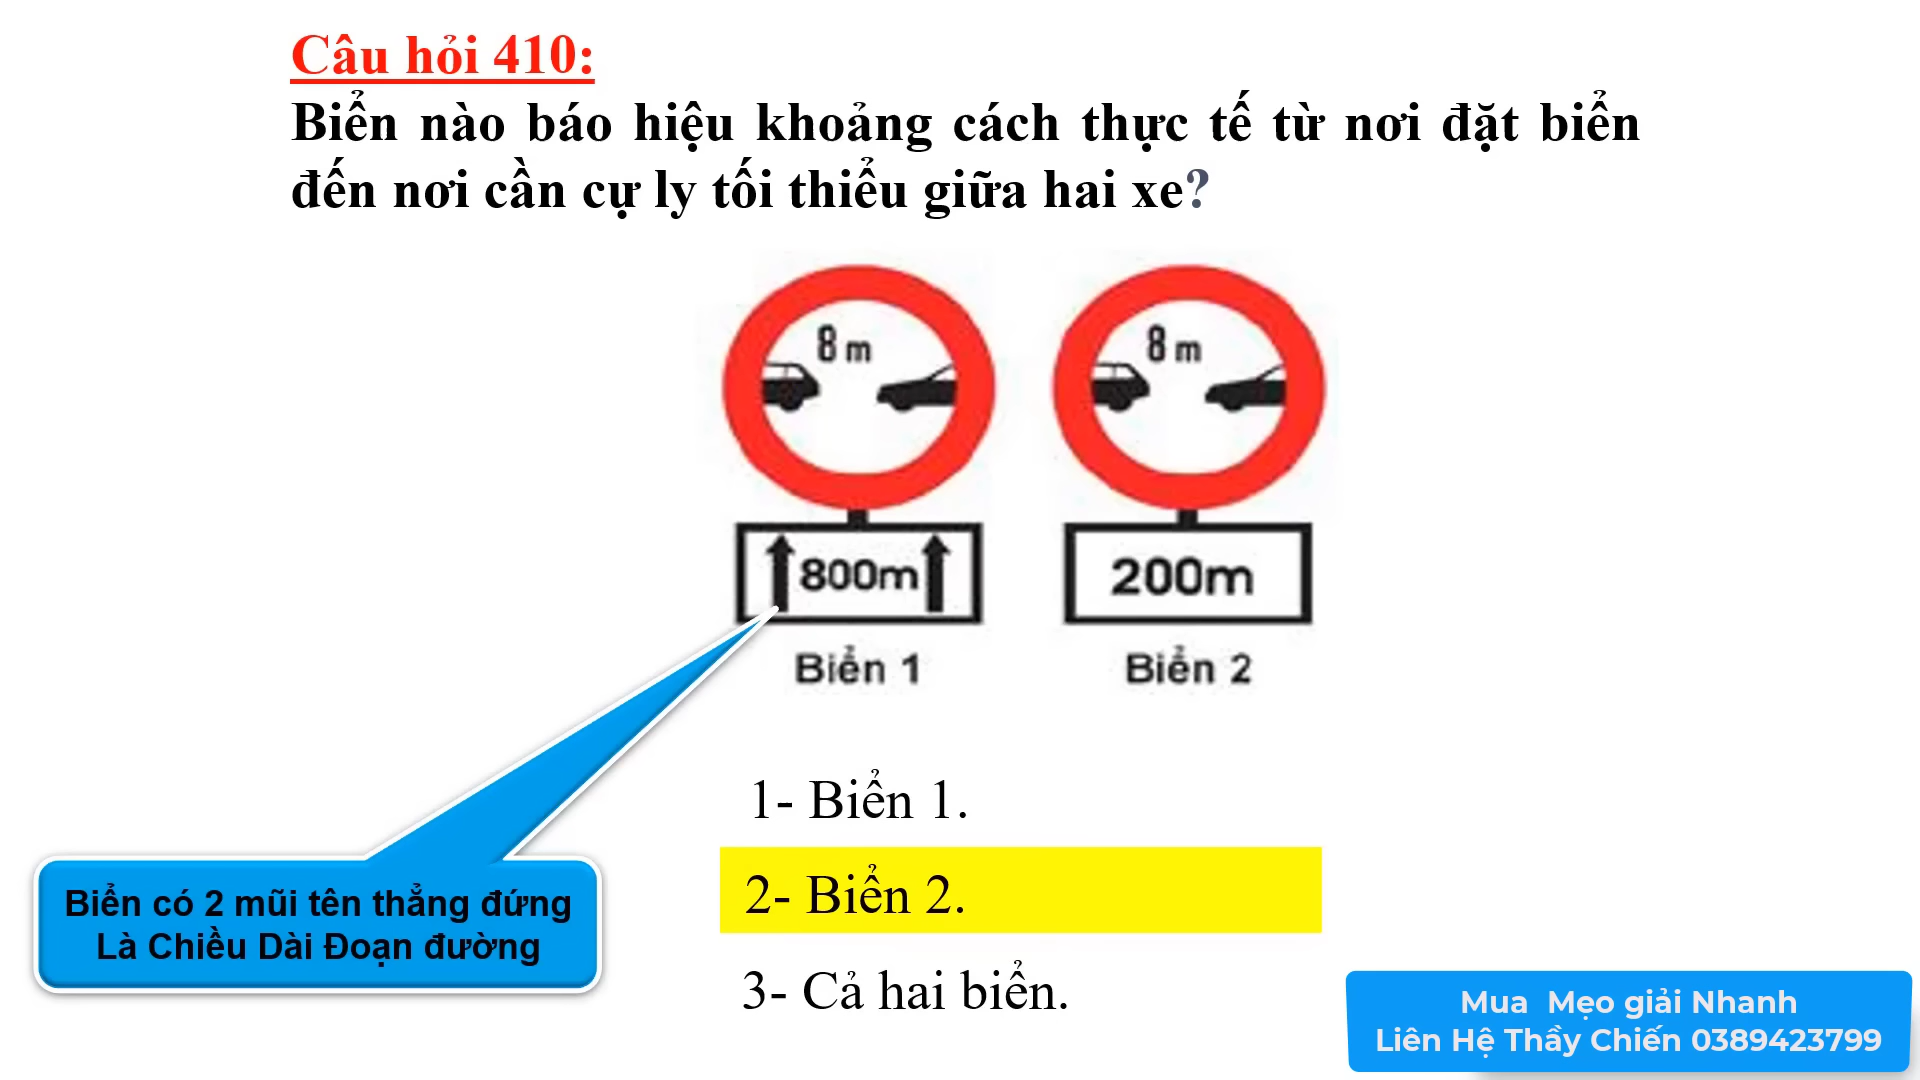 Câu hỏi 410:
Biển nào báo hiệu khoảng cách thực tế từ nơi đặt biển
đến nơi cần cự ly tối thiểu giữa hai xe?
8 m
8 m
800m
200m
Biển 1
Biển 2
1- Biển 1.
2- Biển 2.
3- Cả hai biển.
Biển có 2 mũi tên thẳng đứng
Là Chiều Dài Đoạn đường
Mua Mẹo giải Nhanh
Liên Hệ Thầy Chiến 0389423799